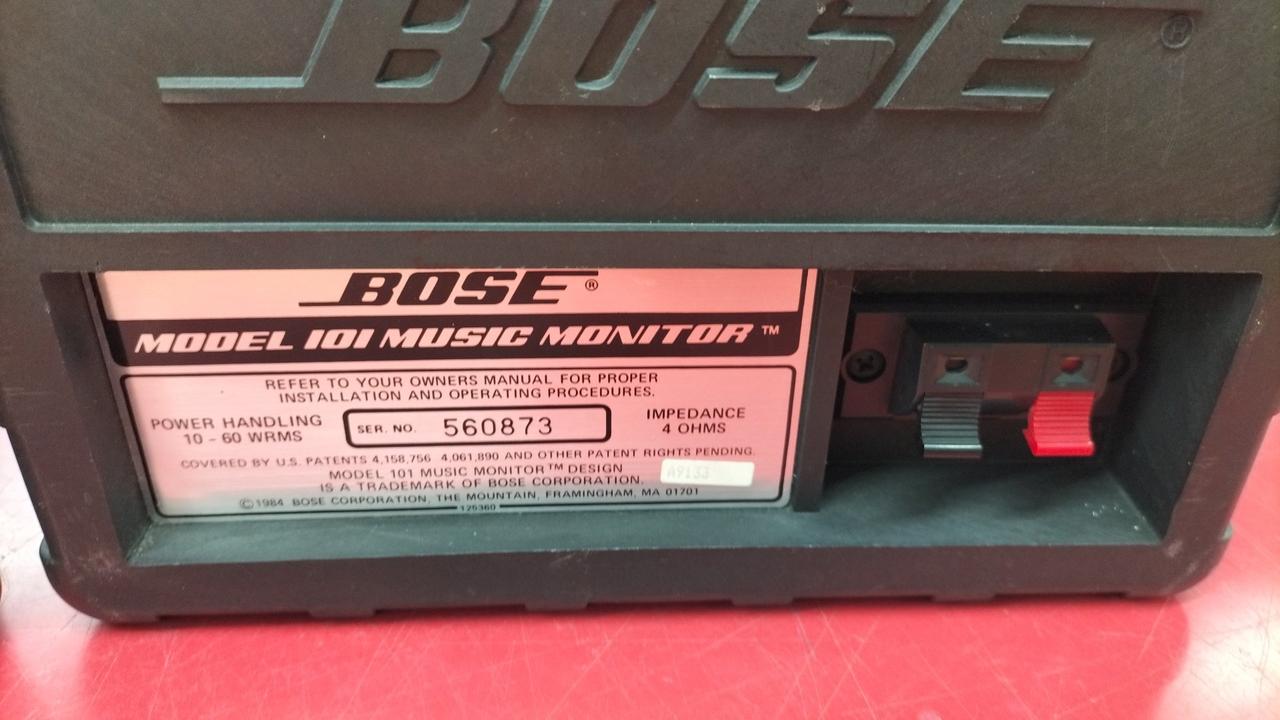 BOSE®
BOSE®
MODEL 101 MUSIC MONITOR™
REFER TO YOUR OWNERS MANUAL FOR PROPER
INSTALLATION AND OPERATING PROCEDURES.
POWER HANDLING
10 - 60 WRMS
SER. NO. 560873
IMPEDANCE
4 OHMS
COVERED BY U.S. PATENTS 4,158,756 4,061,890 AND OTHER PATENT RIGHTS PENDING.
MODEL 101 MUSIC MONITOR™ DESIGN
IS A TRADEMARK OF BOSE CORPORATION.
A9133
©1984 BOSE CORPORATION, THE MOUNTAIN, FRAMINGHAM, MA 01701
125360